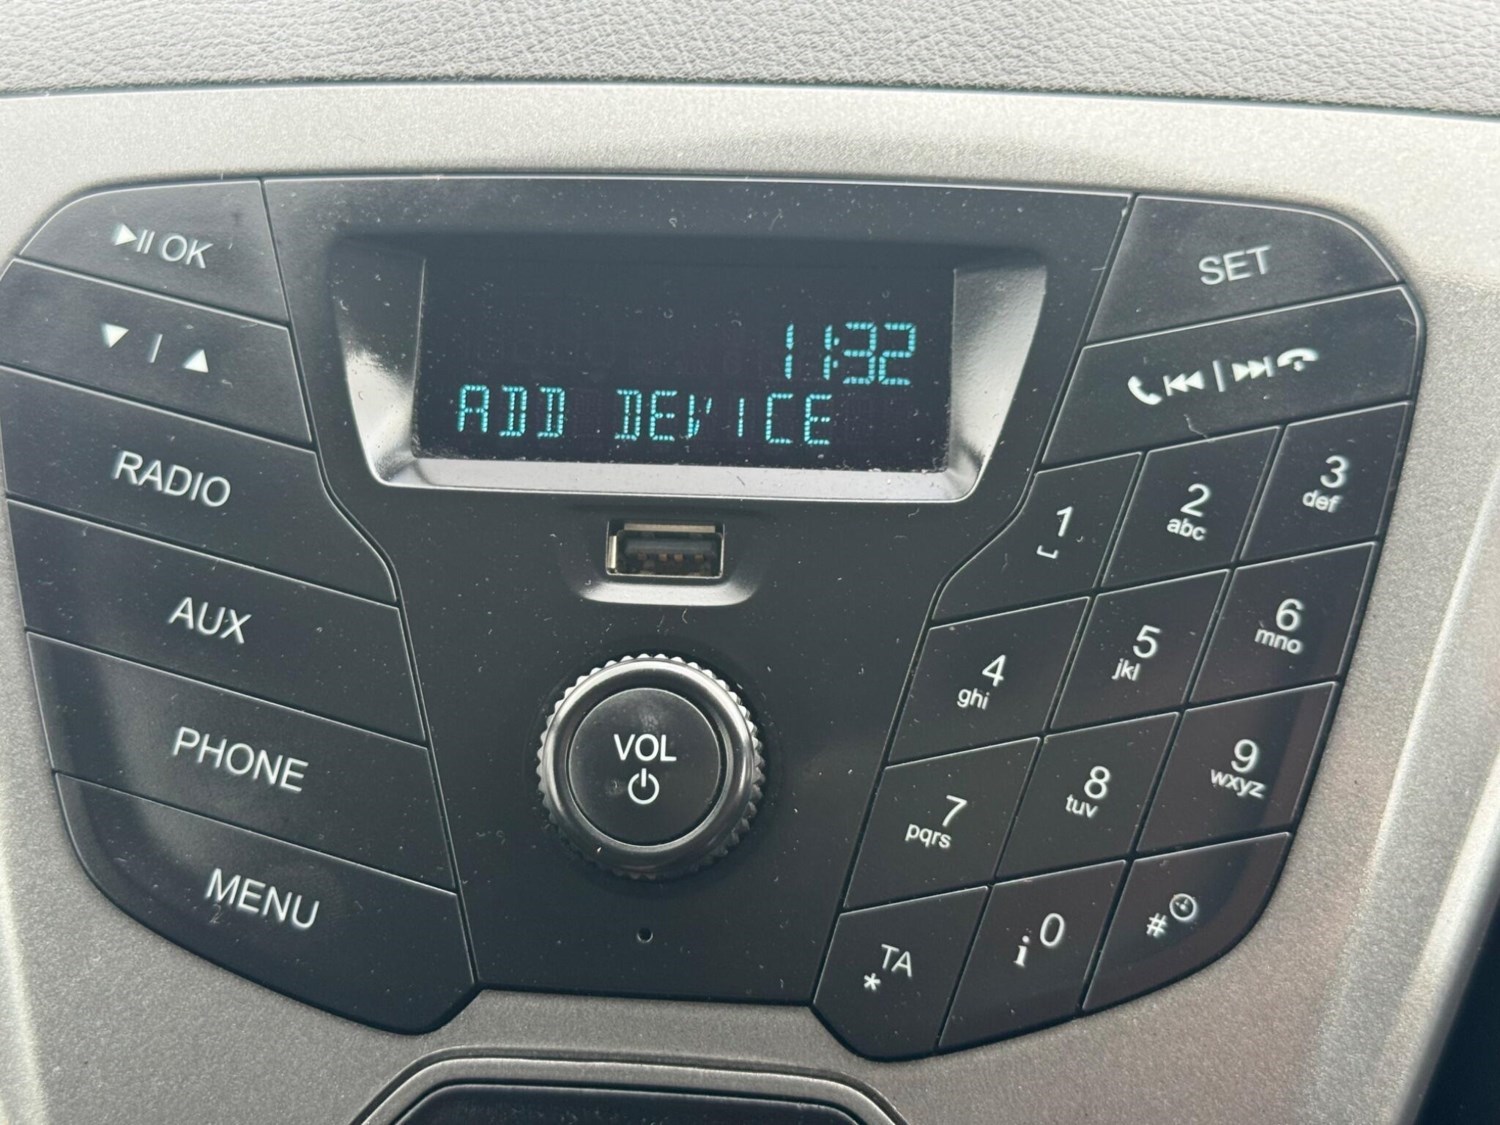 ▶II OK
▼ | ▲
RADIO
AUX
PHONE
MENU
11:32
ADD DEVICE
VOL
SET
1
2
abc
3
def
4
ghi
5
jkl
6
mno
7
pqrs
8
tuv
9
wxyz
TA
*
i 0
#